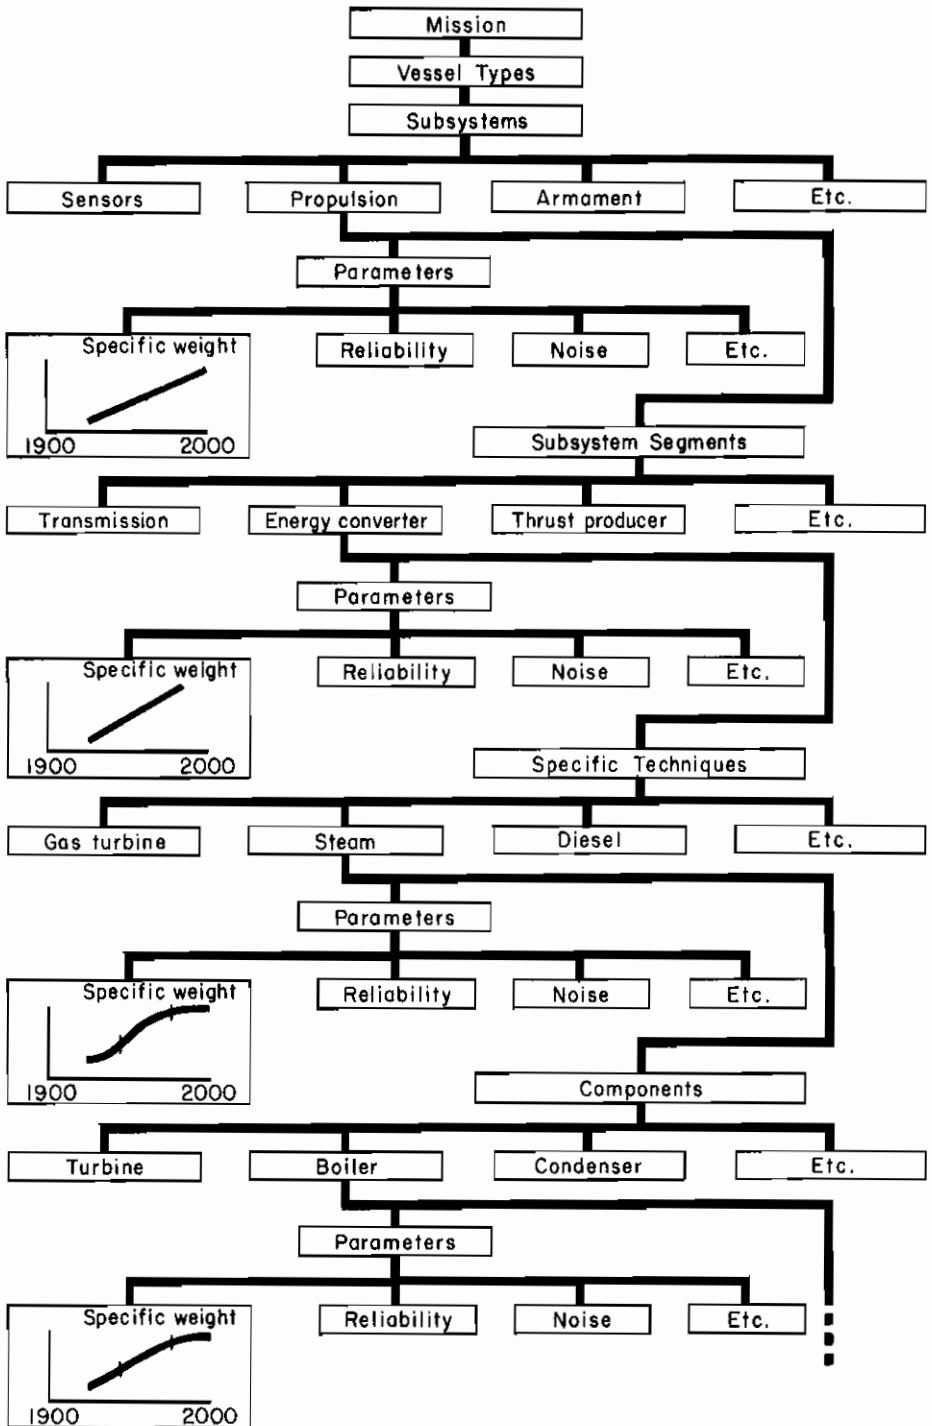 Mission
Vessel Types
Subsystems
Sensors Propulsion Armament Etc.
Parameters
Specific weight Reliability Noise Etc.
1900 2000
Subsystem Segments
Transmission Energy converter Thrust producer Etc.
Parameters
Specific weight Reliability Noise Etc.
1900 2000
Specific Techniques
Gas turbine Steam Diesel Etc.
Parameters
Specific weight Reliability Noise Etc.
1900 2000
Components
Turbine Boiler Condenser Etc.
Parameters
Specific weight Reliability Noise Etc.
1900 2000